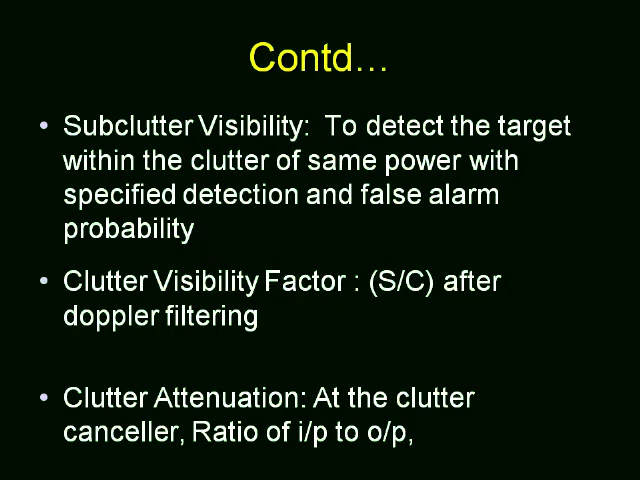 Contd…
• Subclutter Visibility: To detect the target
within the clutter of same power with
specified detection and false alarm
probability
• Clutter Visibility Factor : (S/C) after
doppler filtering
• Clutter Attenuation: At the clutter
canceller, Ratio of i/p to o/p,